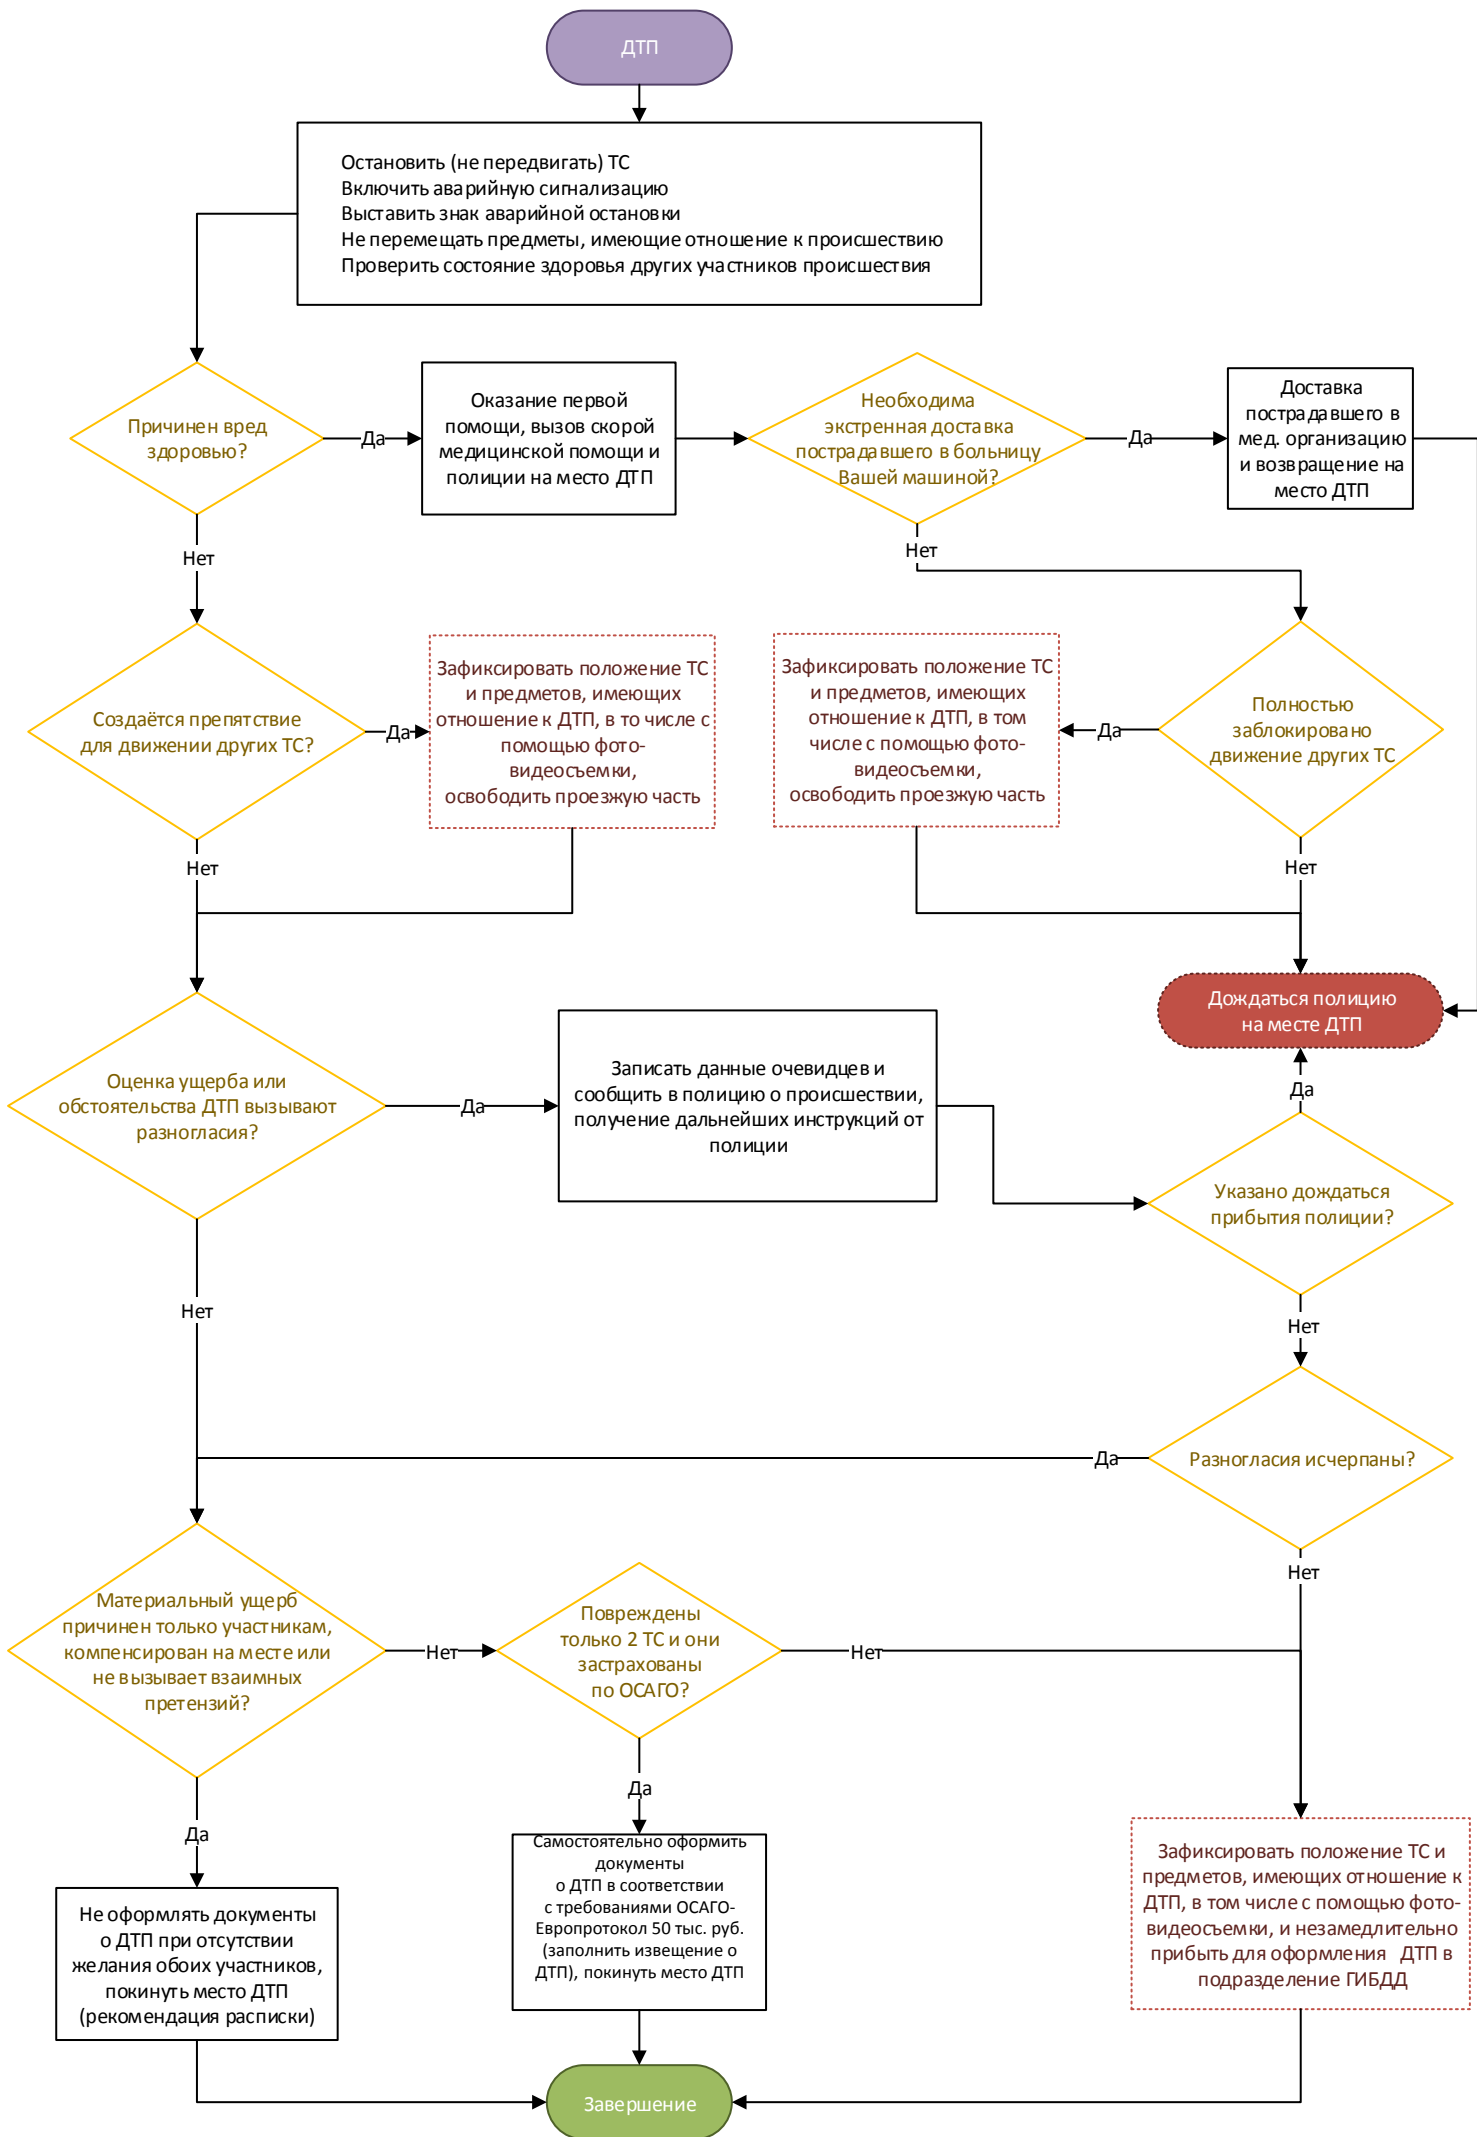 ДТП
Остановить (не передвигать) ТС
Включить аварийную сигнализацию
Выставить знак аварийной остановки
Не перемещать предметы, имеющие отношение к происшествию
Проверить состояние здоровья других участников происшествия
Причинен вред
здоровью?
Да
Оказание первой
помощи, вызов скорой
медицинской помощи и
полиции на место ДТП
Необходима
экстренная доставка
пострадавшего в больницу
Вашей машиной?
Да
Доставка
пострадавшего в
мед. организацию
и возвращение на
место ДТП
Нет
Нет
Создаётся препятствие
для движении других ТС?
Да
Зафиксировать положение ТС
и предметов, имеющих
отношение к ДТП, в то числе с
помощью фото-
видеосъемки,
освободить проезжую часть
Зафиксировать положение ТС
и предметов, имеющих
отношение к ДТП, в том
числе с помощью фото-
видеосъемки,
освободить проезжую часть
Да
Полностью
заблокировано
движение других ТС
Нет
Нет
Дождаться полицию
на месте ДТП
Оценка ущерба или
обстоятельства ДТП вызывают
разногласия?
Да
Записать данные очевидцев и
сообщить в полицию о происшествии,
получение дальнейших инструкций от
полиции
Да
Указано дождаться
прибытия полиции?
Нет
Нет
Да
Разногласия исчерпаны?
Нет
Материальный ущерб
причинен только участникам,
компенсирован на месте или
не вызывает взаимных
претензий?
Нет
Повреждены
только 2 ТС и они
застрахованы
по ОСАГО?
Нет
Да
Да
Не оформлять документы
о ДТП при отсутствии
желания обоих участников,
покинуть место ДТП
(рекомендация расписки)
Самостоятельно оформить
документы
о ДТП в соответствии
с требованиями ОСАГО-
Европротокол 50 тыс. руб.
(заполнить извещение о
ДТП), покинуть место ДТП
Зафиксировать положение ТС и
предметов, имеющих отношение к
ДТП, в том числе с помощью фото-
видеосъемки, и незамедлительно
прибыть для оформления ДТП в
подразделение ГИБДД
Завершение